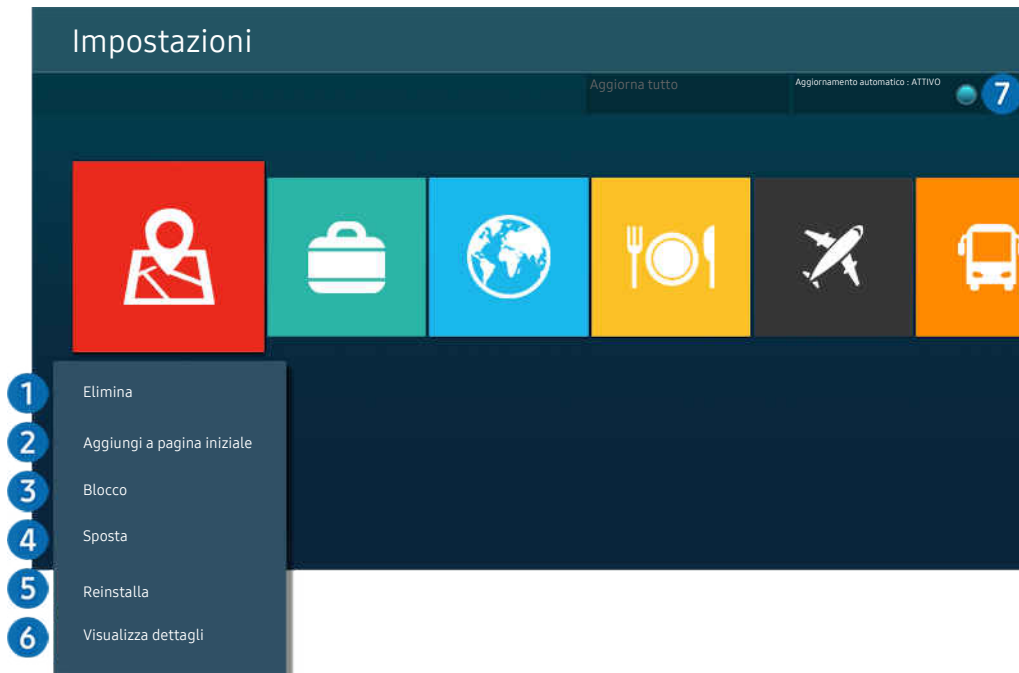 Impostazioni
Aggiorna tutto
Aggiornamento automatico : ATTIVO
7
1 Elimina
2 Aggiungi a pagina iniziale
3 Blocco
4 Sposta
5 Reinstalla
6 Visualizza dettagli